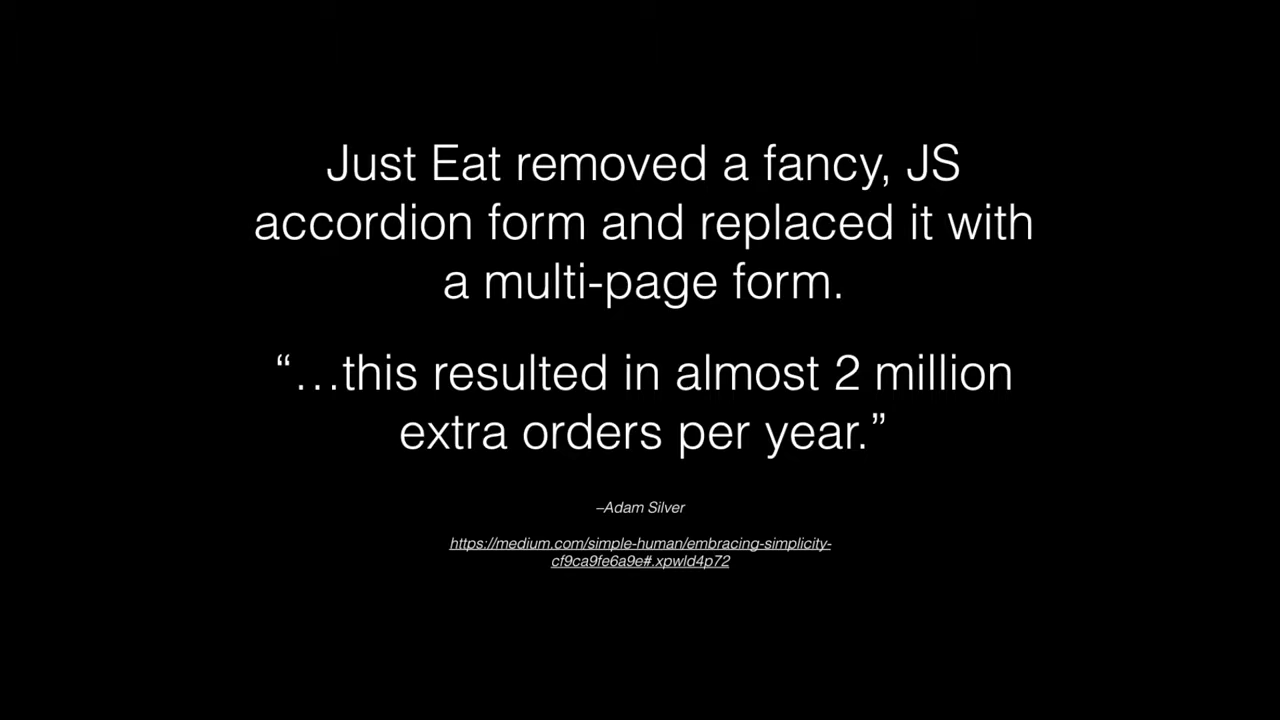 Just Eat removed a fancy, JS
accordion form and replaced it with
a multi-page form.
“…this resulted in almost 2 million
extra orders per year.”
–Adam Silver
https://medium.com/simple-human/embracing-simplicity-
cf9ca9fe6a9e#.xpwld4p72